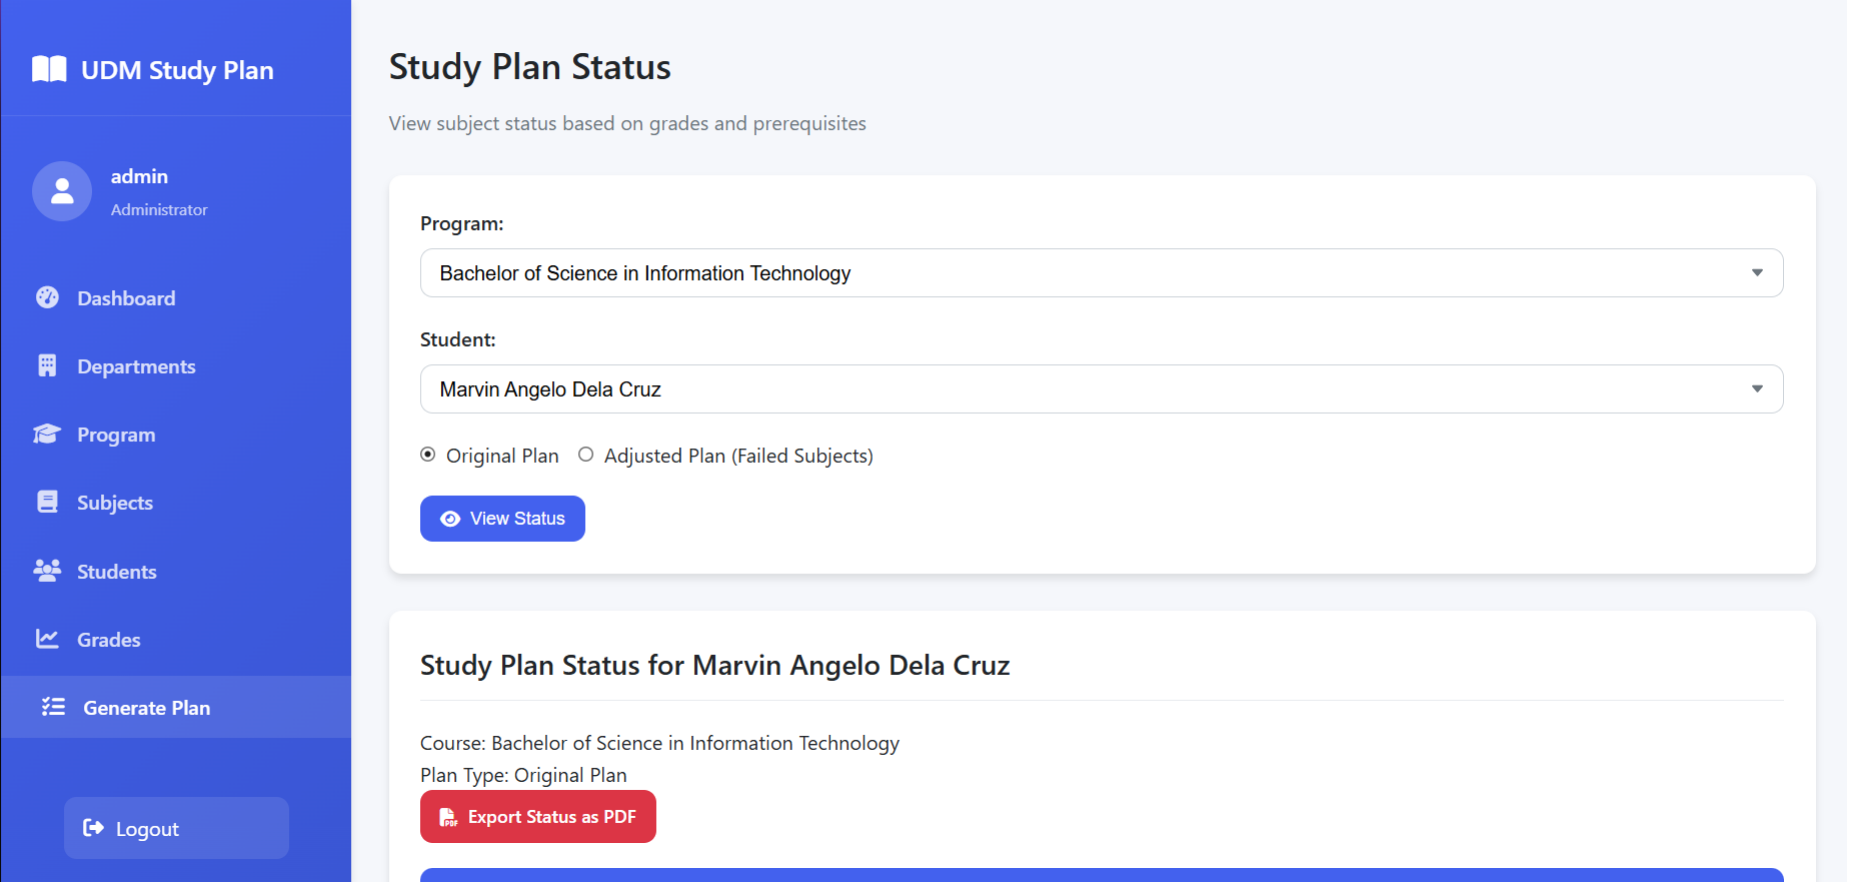 UDM Study Plan
admin
Administrator
Dashboard
Departments
Program
Subjects
Students
Grades
Generate Plan
Logout
Study Plan Status
View subject status based on grades and prerequisites
Program:
Bachelor of Science in Information Technology
Student:
Marvin Angelo Dela Cruz
Original Plan Adjusted Plan (Failed Subjects)
View Status
Study Plan Status for Marvin Angelo Dela Cruz
Course: Bachelor of Science in Information Technology
Plan Type: Original Plan
PDF Export Status as PDF